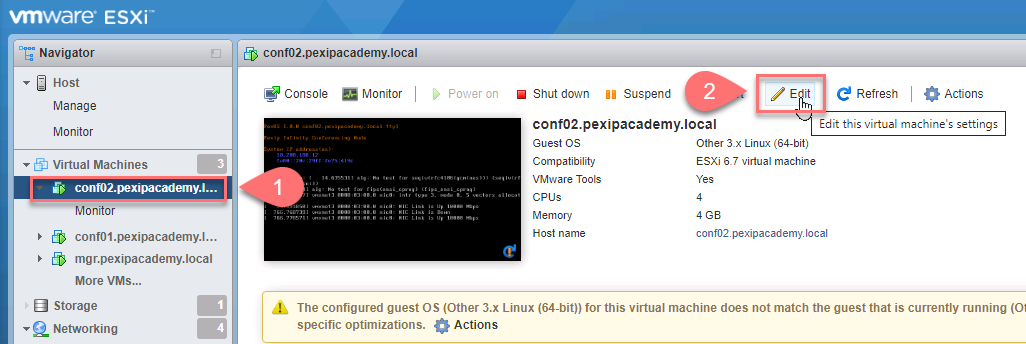 vmware® ESXi™
Navigator
Host
Manage
Monitor
Virtual Machines 3
conf02.pexipacademy.l...
Monitor
conf01.pexipacademy.l...
mgr.pexipacademy.local
More VMs...
Storage 1
Networking 4
1
conf02.pexipacademy.local
Console Monitor Power on Shut down Suspend Edit Refresh Actions
2
Edit this virtual machine's settings
conf02.pexipacademy.local
Guest OS Other 3.x Linux (64-bit)
Compatibility ESXi 6.7 virtual machine
VMware Tools Yes
CPUs 4
Memory 4 GB
Host name conf02.pexipacademy.local
The configured guest OS (Other 3.x Linux (64-bit)) for this virtual machine does not match the guest that is currently running (Ot
specific optimizations. Actions